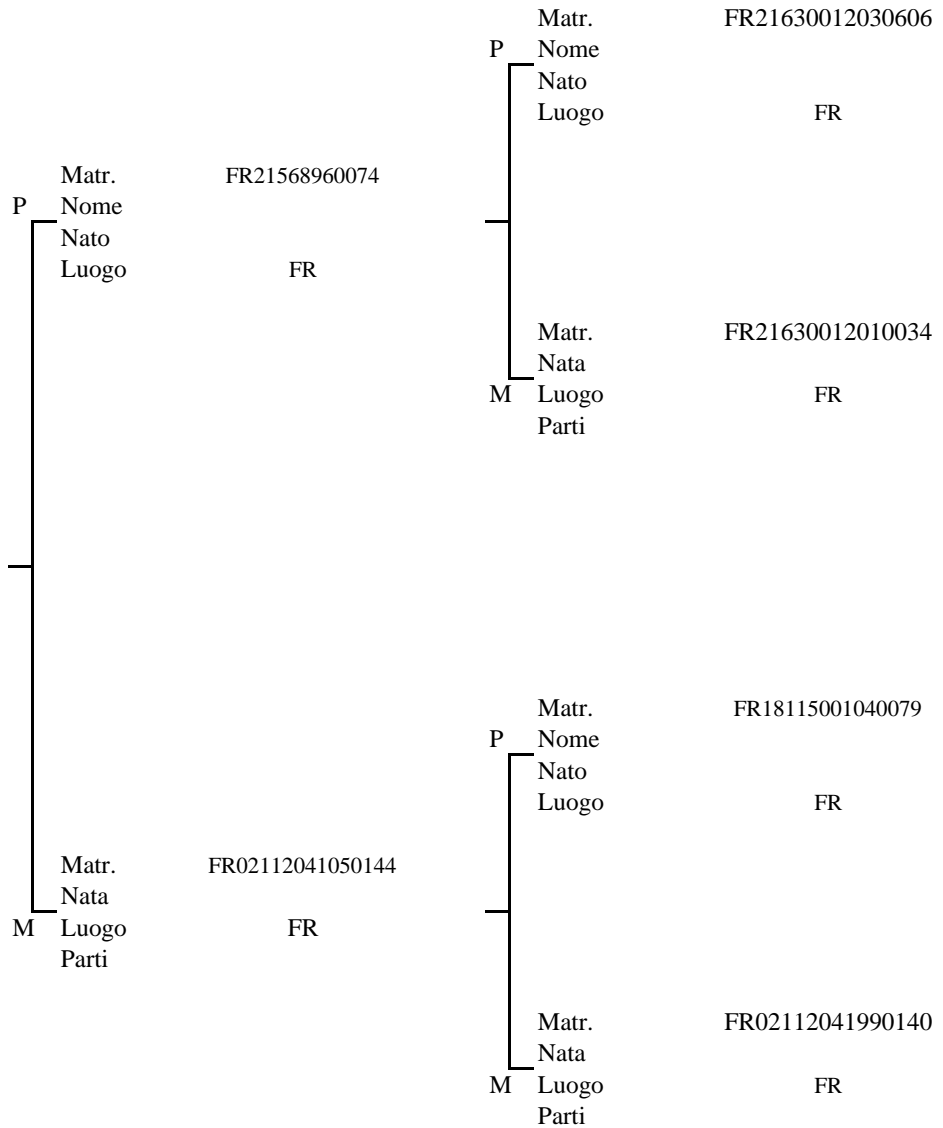 Matr. FR21630012030606
P Nome
Nato
Luogo FR
Matr. FR21568960074
P Nome
Nato
Luogo FR
Matr. FR21630012010034
Nata
M Luogo FR
Parti
Matr. FR18115001040079
P Nome
Nato
Luogo FR
Matr. FR02112041050144
Nata
M Luogo FR
Parti
Matr. FR02112041990140
Nata
M Luogo FR
Parti